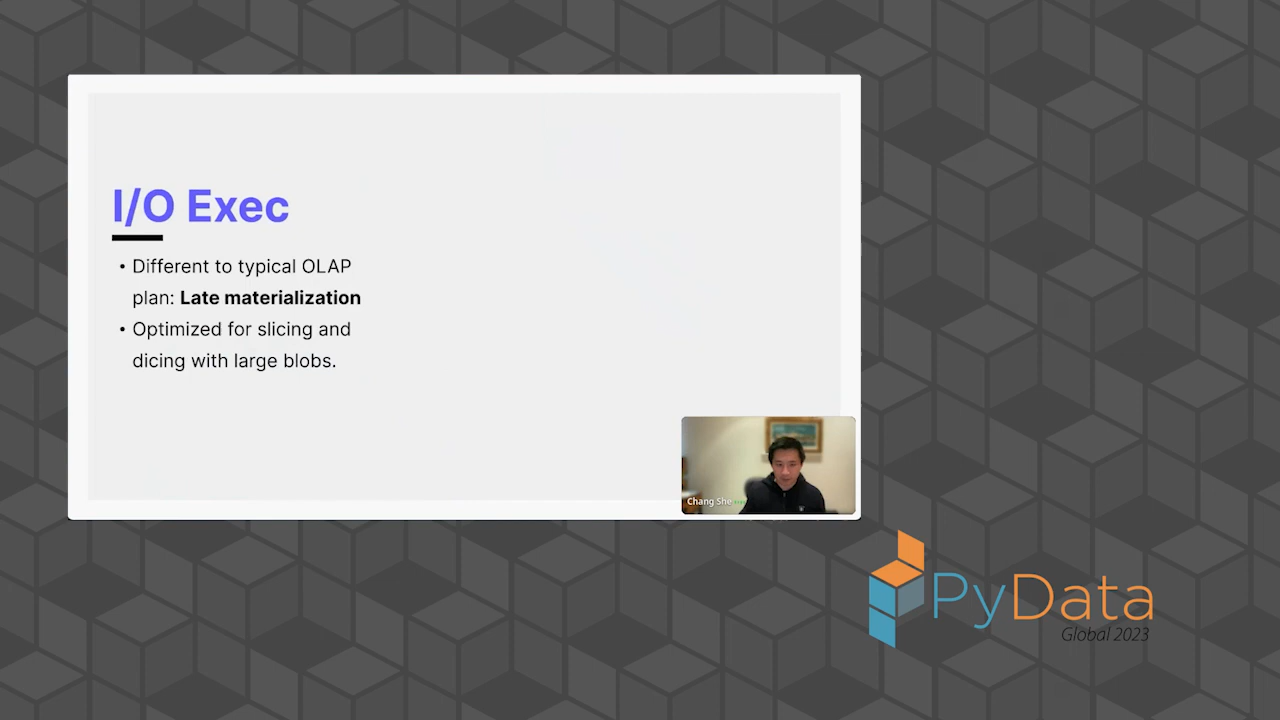 I/O Exec
• Different to typical OLAP
plan: Late materialization
• Optimized for slicing and
dicing with large blobs.
Chang She
PyData
Global 2023